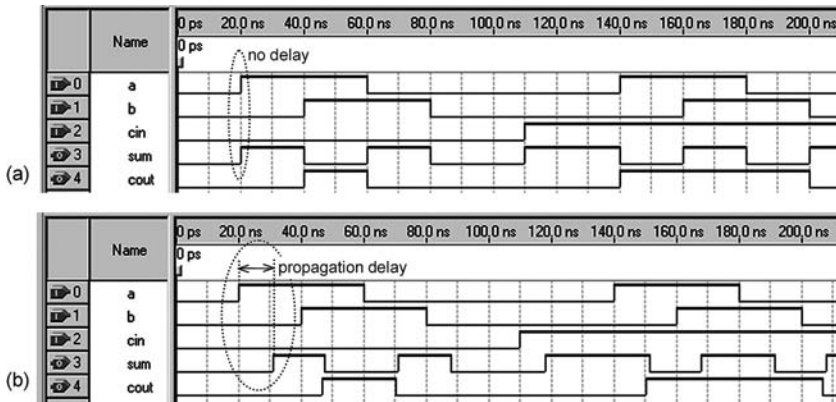 0 ps 20.0 ns 40.0 ns 60.0 ns 80.0 ns 100.0 ns 120.0 ns 140.0 ns 160.0 ns 180.0 ns 200.0 ns
Name
0 ps
no delay
0 a
1 b
2 cin
3 sum
4 cout
(a)
0 ps 20.0 ns 40.0 ns 60.0 ns 80.0 ns 100.0 ns 120.0 ns 140.0 ns 160.0 ns 180.0 ns 200.0 ns
Name
0 ps
propagation delay
0 a
1 b
2 cin
3 sum
4 cout
(b)